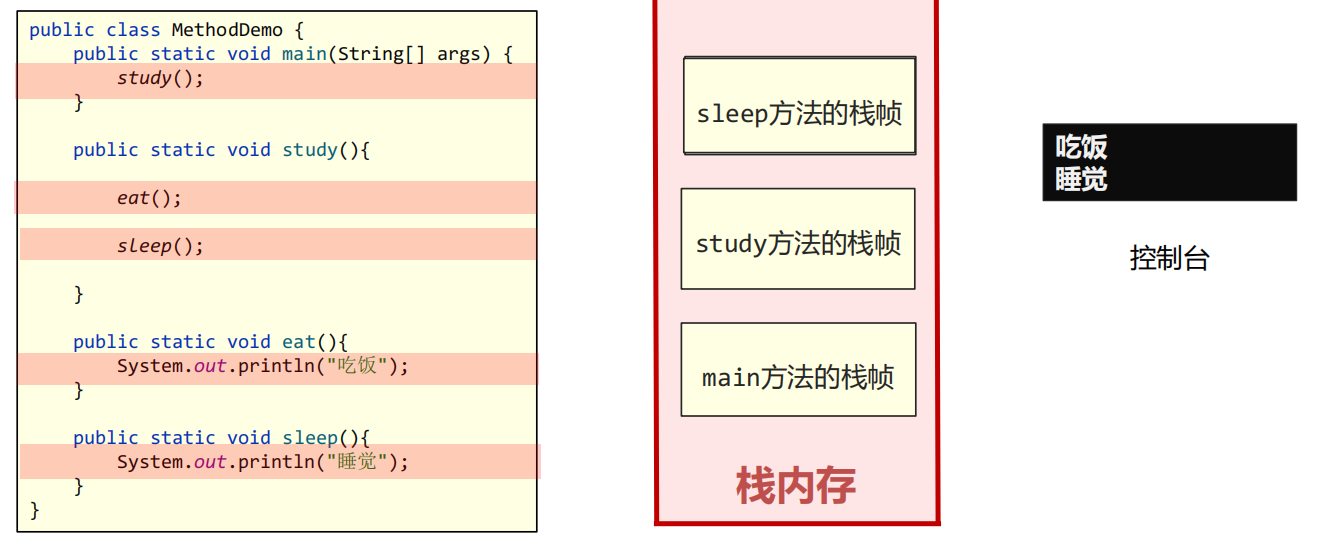 public class MethodDemo {
public static void main(String[] args) {
study();
}
public static void study(){
eat();
sleep();
}
public static void eat(){
System.out.println("吃饭");
}
public static void sleep(){
System.out.println("睡觉");
}
}
sleep方法的栈帧
study方法的栈帧
main方法的栈帧
栈内存
吃饭
睡觉
控制台